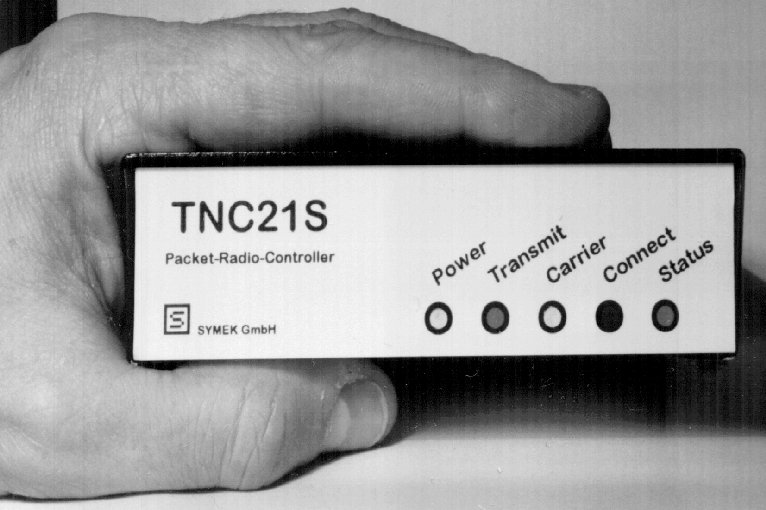 TNC21S
Packet-Radio-Controller
Power
Transmit
Carrier
Connect
Status
S
SYMEK GmbH